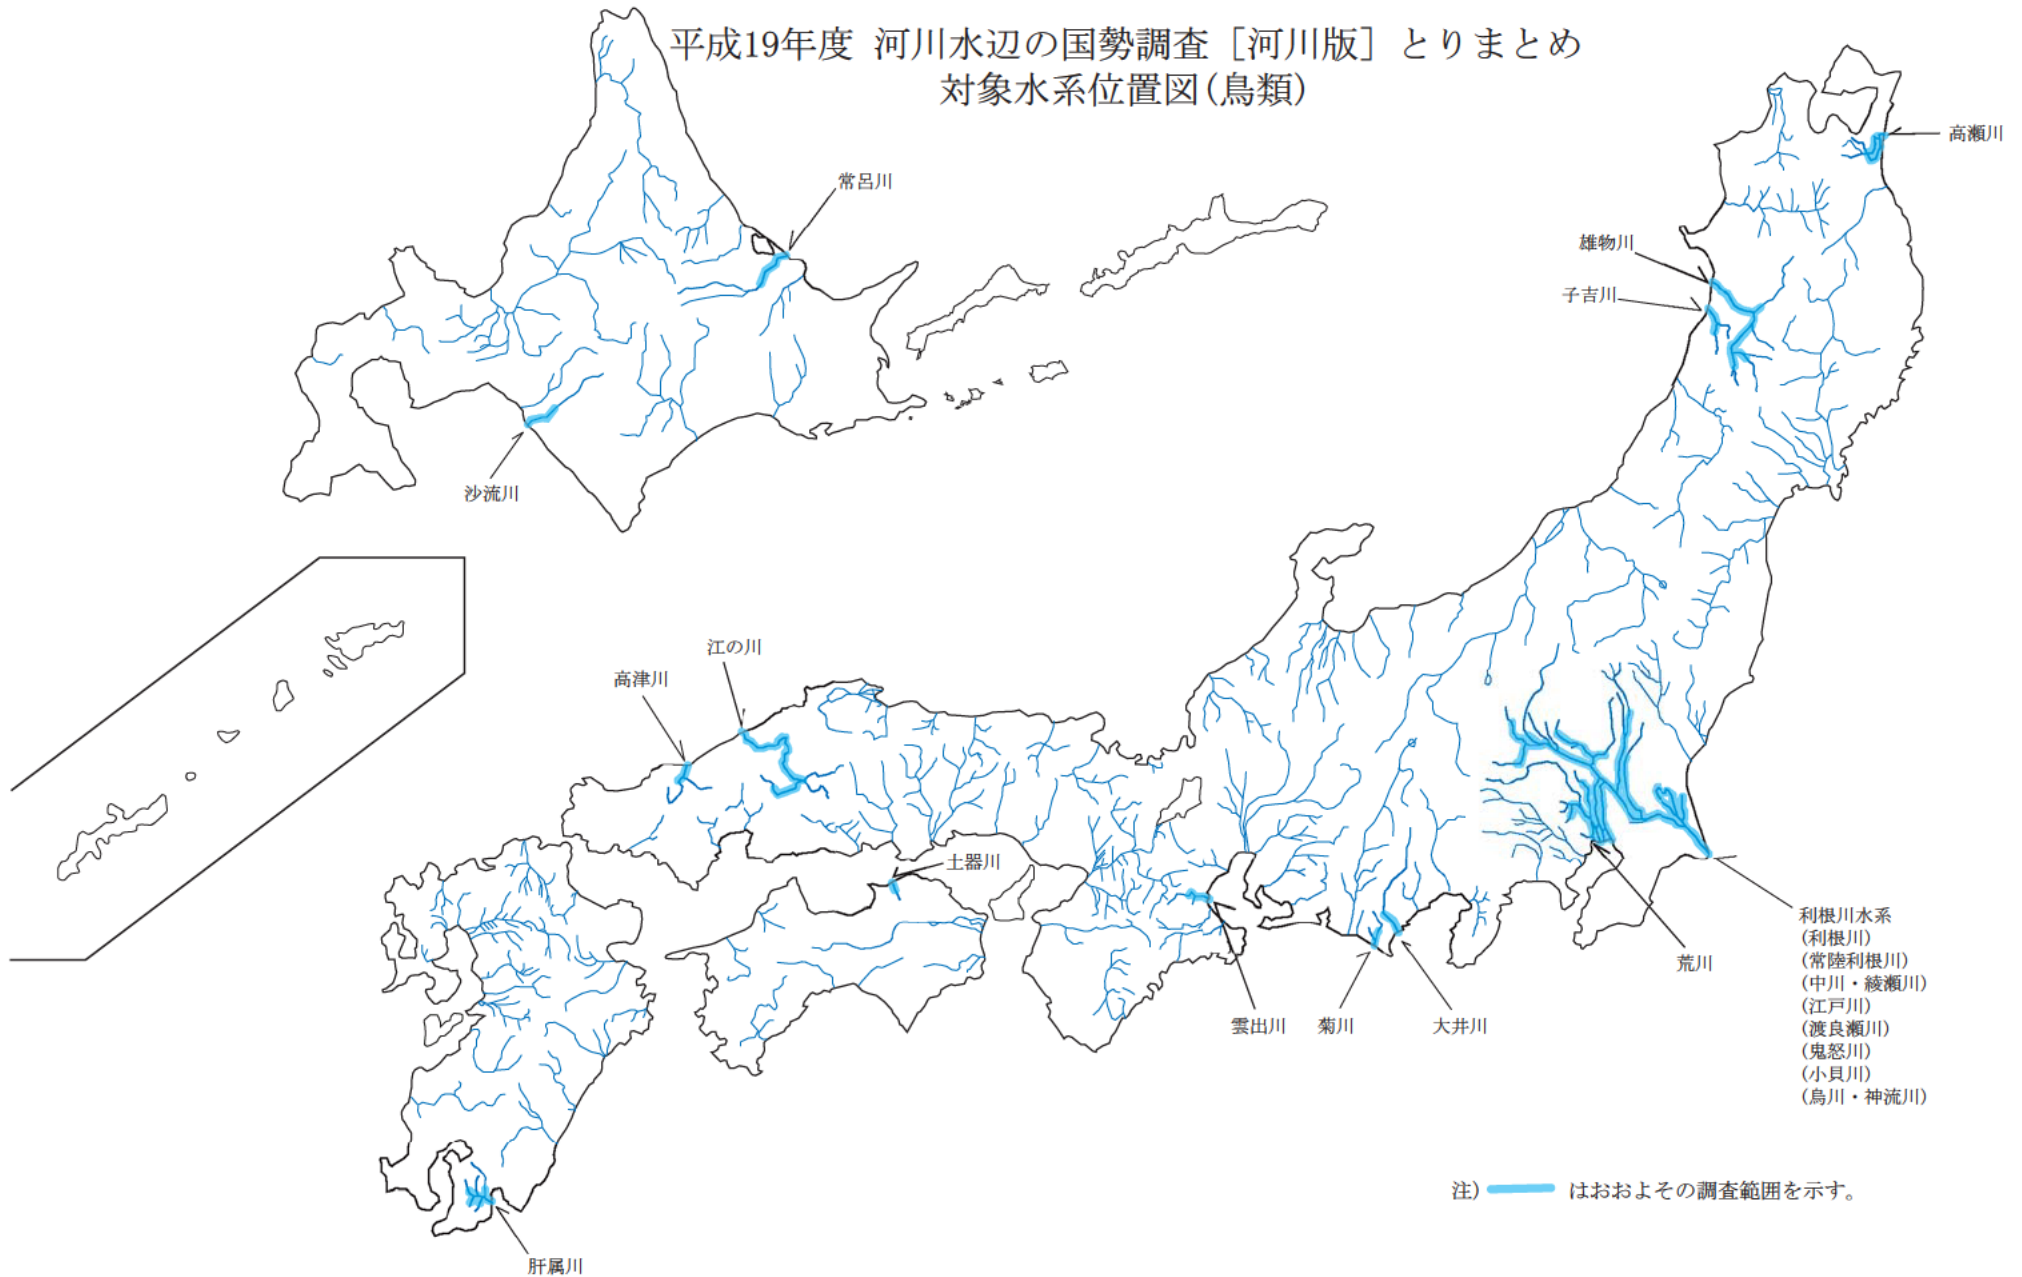 平成19年度 河川水辺の国勢調査［河川版］とりまとめ
対象水系位置図(鳥類)
高瀬川
常呂川
雄物川
子吉川
沙流川
江の川
高津川
土器川
利根川水系
(利根川)
(常陸利根川)
(中川・綾瀬川)
(江戸川)
(渡良瀬川)
(鬼怒川)
(小貝川)
(烏川・神流川)
荒川
雲出川
菊川
大井川
注) はおおよその調査範囲を示す。
肝属川